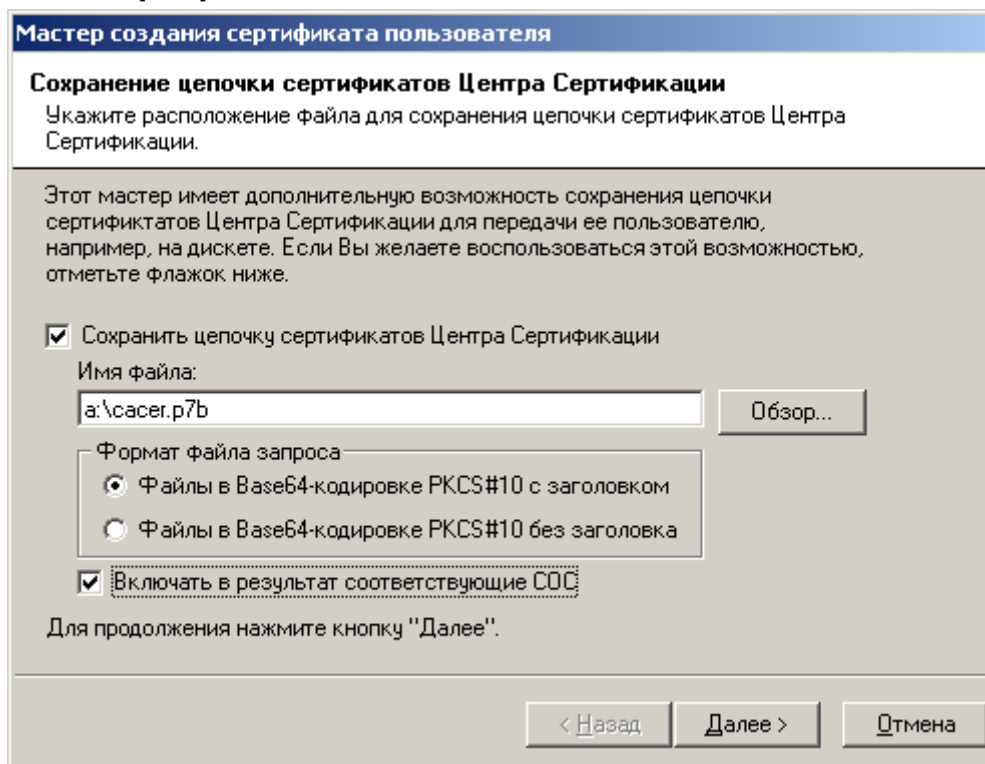 Мастер создания сертификата пользователя
Сохранение цепочки сертификатов Центра Сертификации
Укажите расположение файла для сохранения цепочки сертификатов Центра
Сертификации.
Этот мастер имеет дополнительную возможность сохранения цепочки
сертификтатов Центра Сертификации для передачи ее пользователю,
например, на дискете. Если Вы желаете воспользоваться этой возможностью,
отметьте флажок ниже.
Сохранить цепочку сертификатов Центра Сертификации
Имя файла:
a:\cacer.p7b
Обзор...
Формат файла запроса
Файлы в Base64-кодировке PKCS#10 с заголовком
Файлы в Base64-кодировке PKCS#10 без заголовка
Включать в результат соответствующие СОС
Для продолжения нажмите кнопку "Далее".
< Назад
Далее >
Отмена